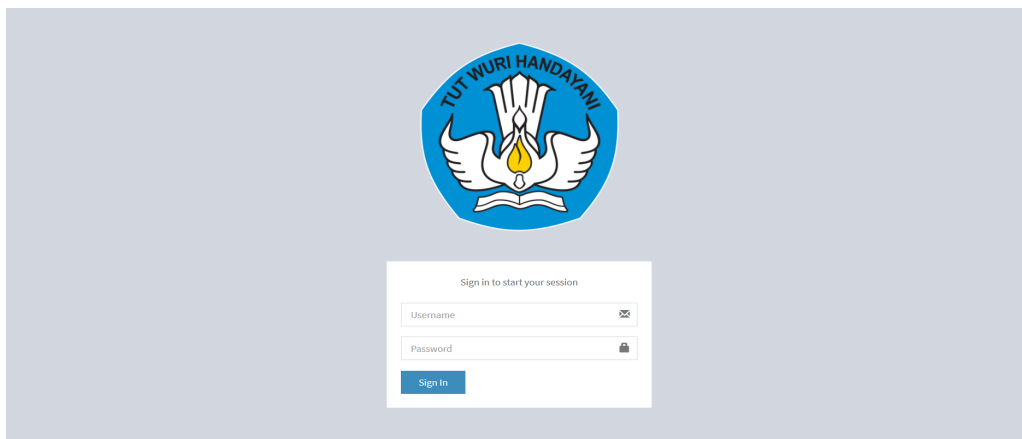 TUT WURI HANDAYANI
Sign in to start your session
Username
Password
Sign In